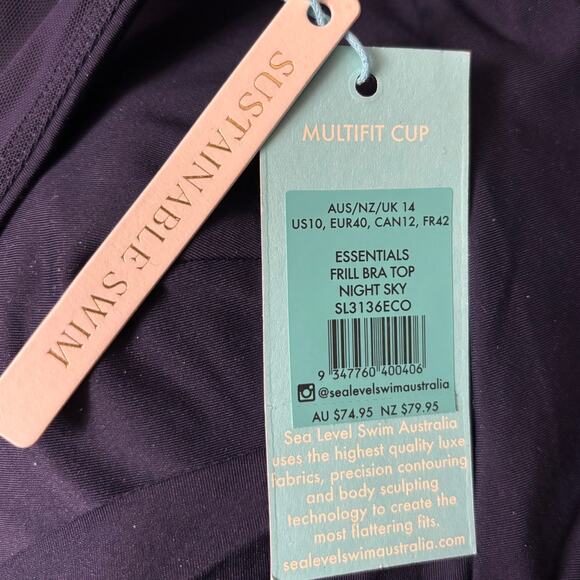 SUSTAINABLE SWIM
MULTIFIT CUP
AUS/NZ/UK 14
US10, EUR40, CAN12, FR42
ESSENTIALS
FRILL BRA TOP
NIGHT SKY
SL3136ECO
9 347760 400406
@sealevelswimaustralia
AU $74.95 NZ $79.95
Sea Level Swim Australia
uses the highest quality luxe
fabrics, precision contouring
and body sculpting
technology to create the
most flattering fits.
sealevelswimaustralia.com